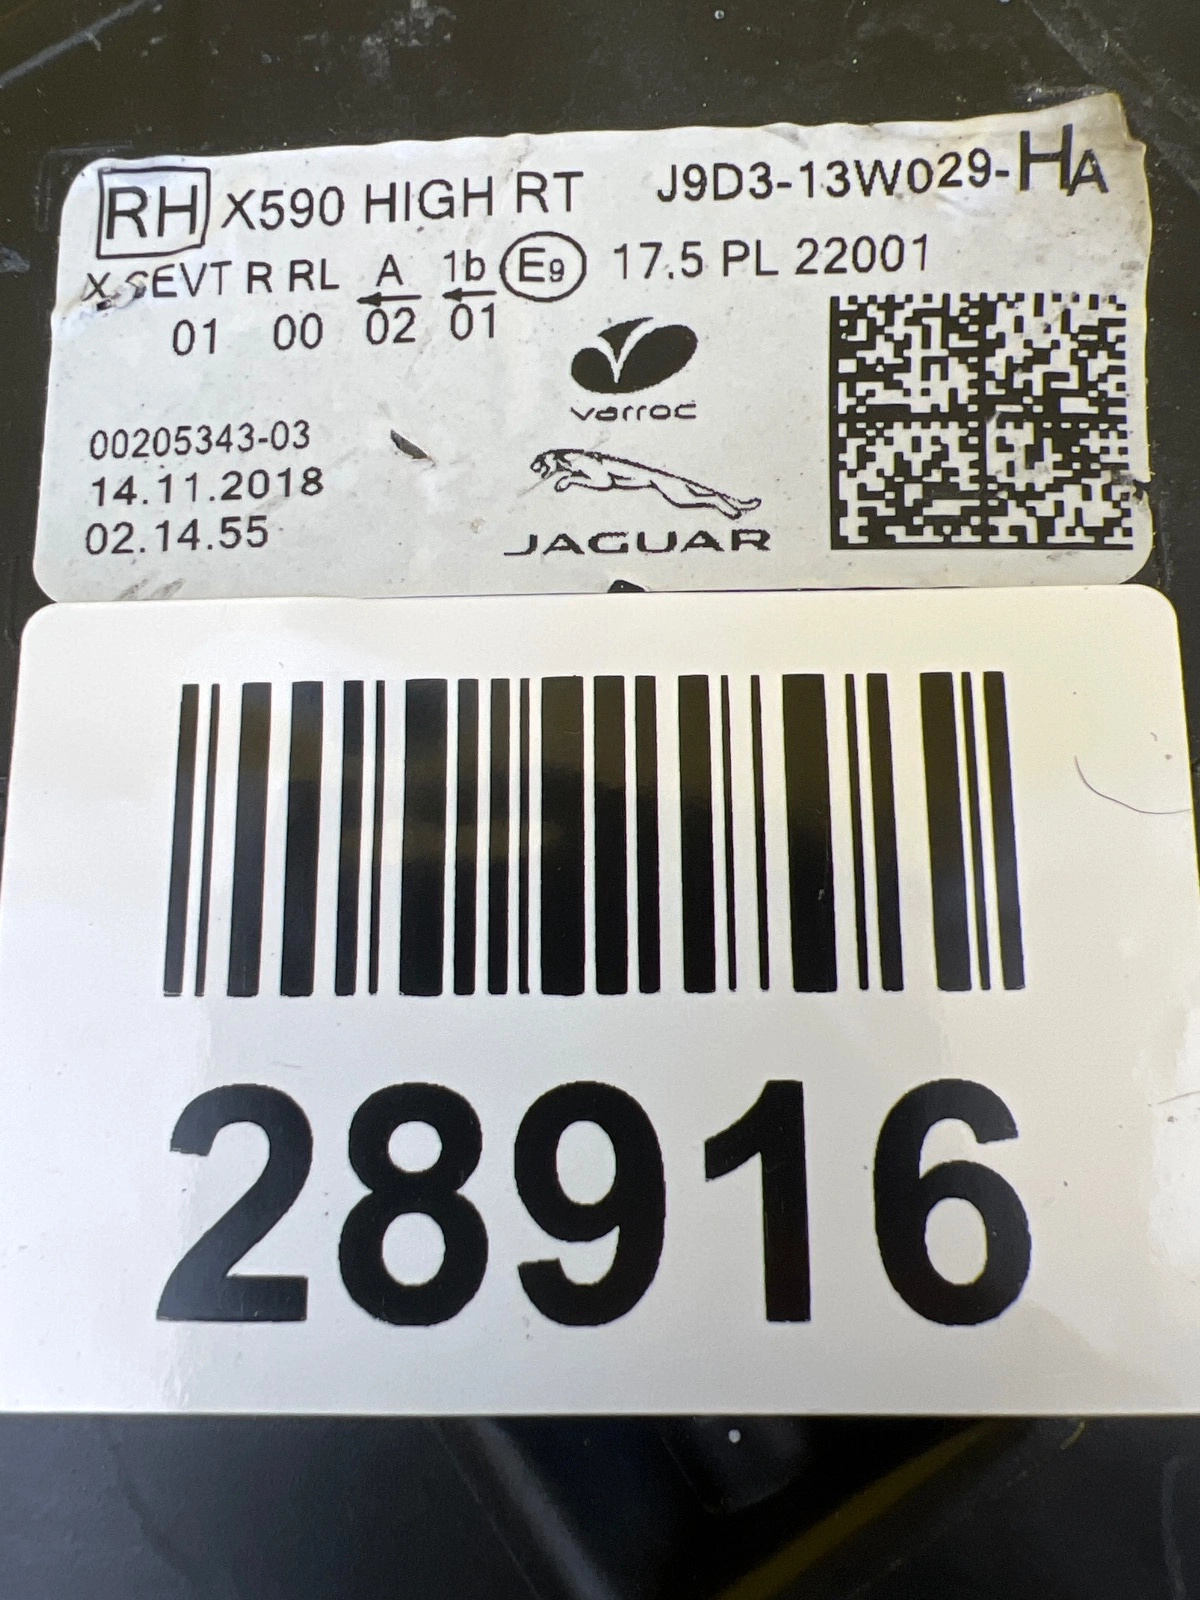 RH X590 HIGH RT J9D3-13W029-HA
X SEVT R RL A 1b E9 17.5 PL 22001
01 00 02 01
varroc
00205343-03
14.11.2018
02.14.55
JAGUAR
28916